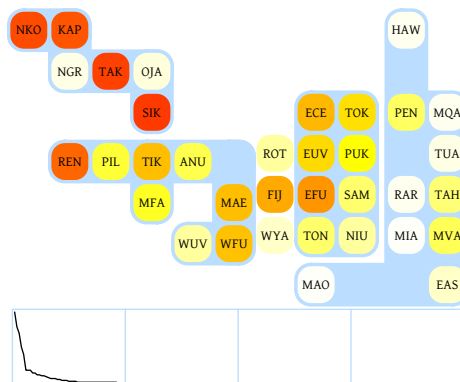 NKO KAP HAW
NGR TAK OJA
SIK ECE TOK PEN MQA
REN PIL TIK ANU ROT EUV PUK TUA
MFA MAE FIJ EFU SAM RAR TAH
WUV WFU WYA TON NIU MIA MVA
MAO EAS